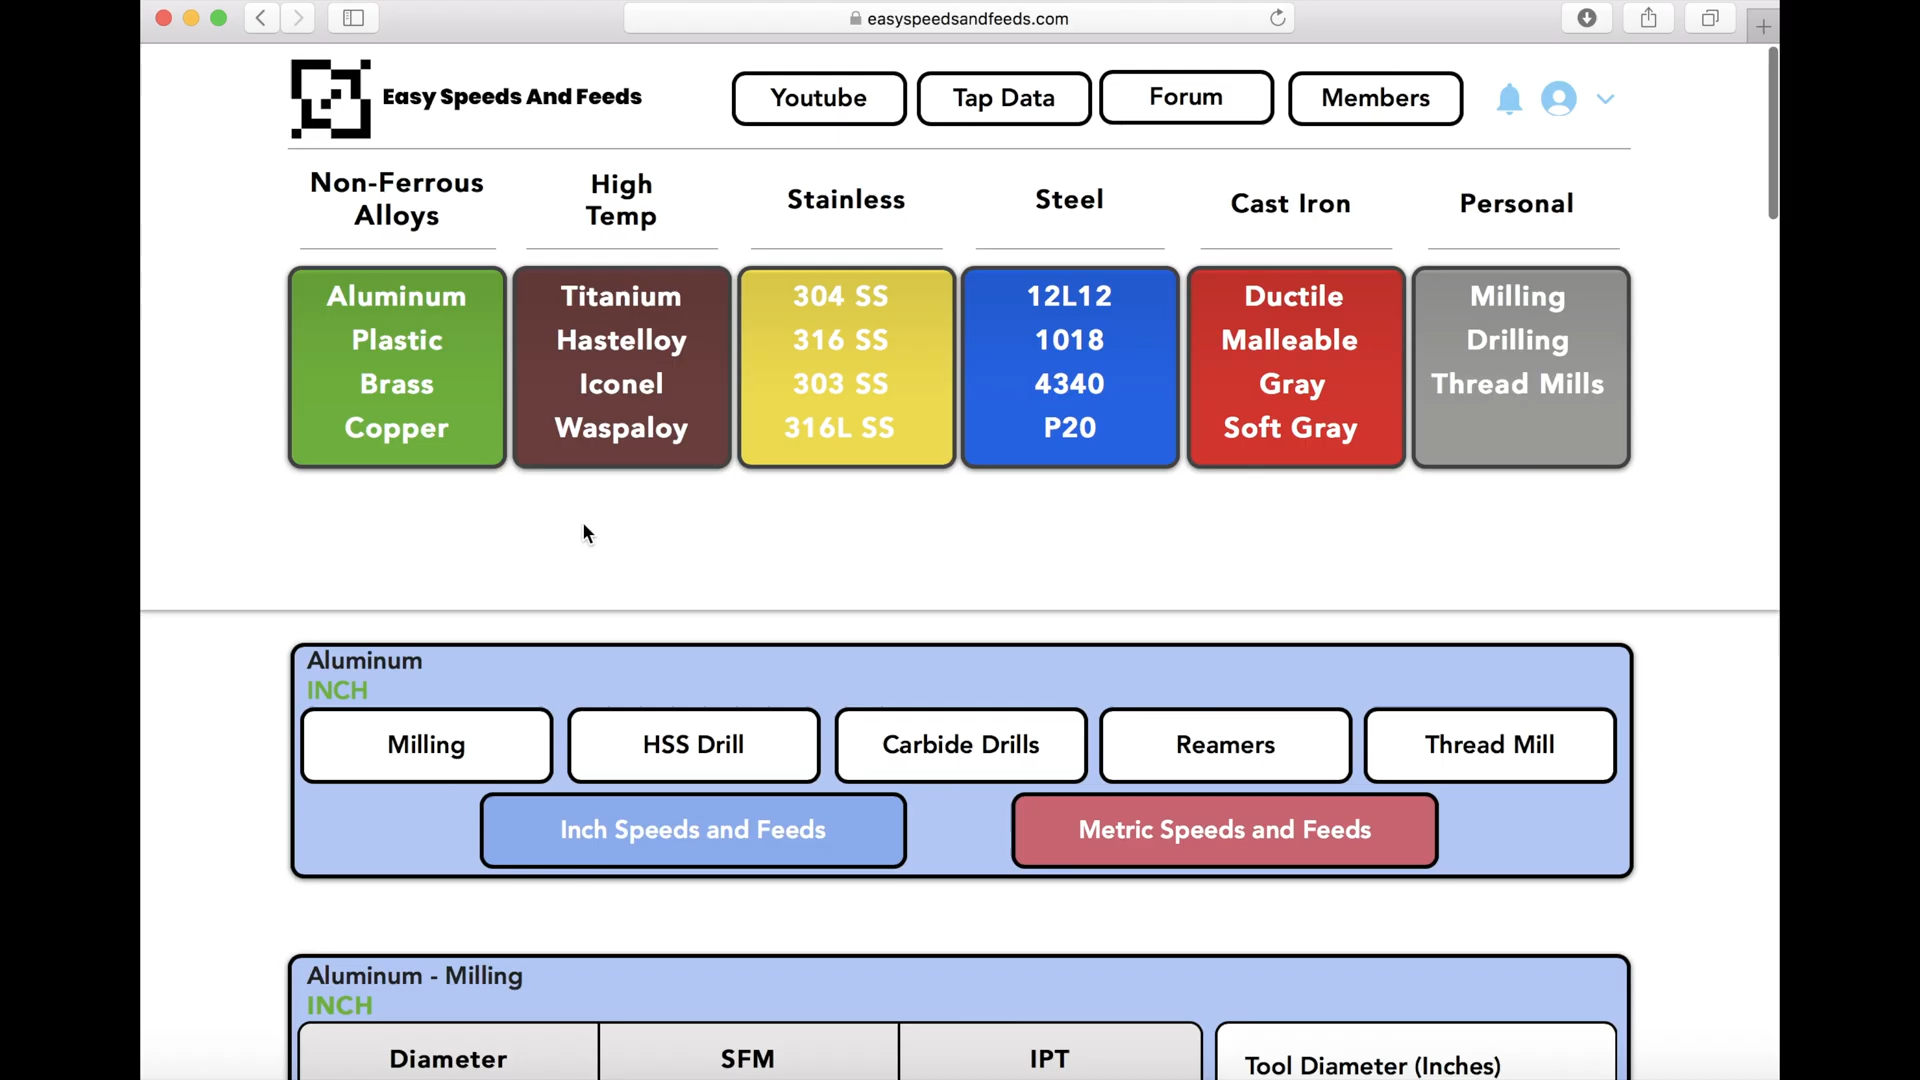 easyspeedsandfeeds.com
Easy Speeds And Feeds
Youtube
Tap Data
Forum
Members
Non-Ferrous
Alloys
High
Temp
Stainless
Steel
Cast Iron
Personal
Aluminum
Plastic
Brass
Copper
Titanium
Hastelloy
Iconel
Waspaloy
304 SS
316 SS
303 SS
316L SS
12L12
1018
4340
P20
Ductile
Malleable
Gray
Soft Gray
Milling
Drilling
Thread Mills
Aluminum
INCH
Milling
HSS Drill
Carbide Drills
Reamers
Thread Mill
Inch Speeds and Feeds
Metric Speeds and Feeds
Aluminum - Milling
INCH
Diameter
SFM
IPT
Tool Diameter (Inches)